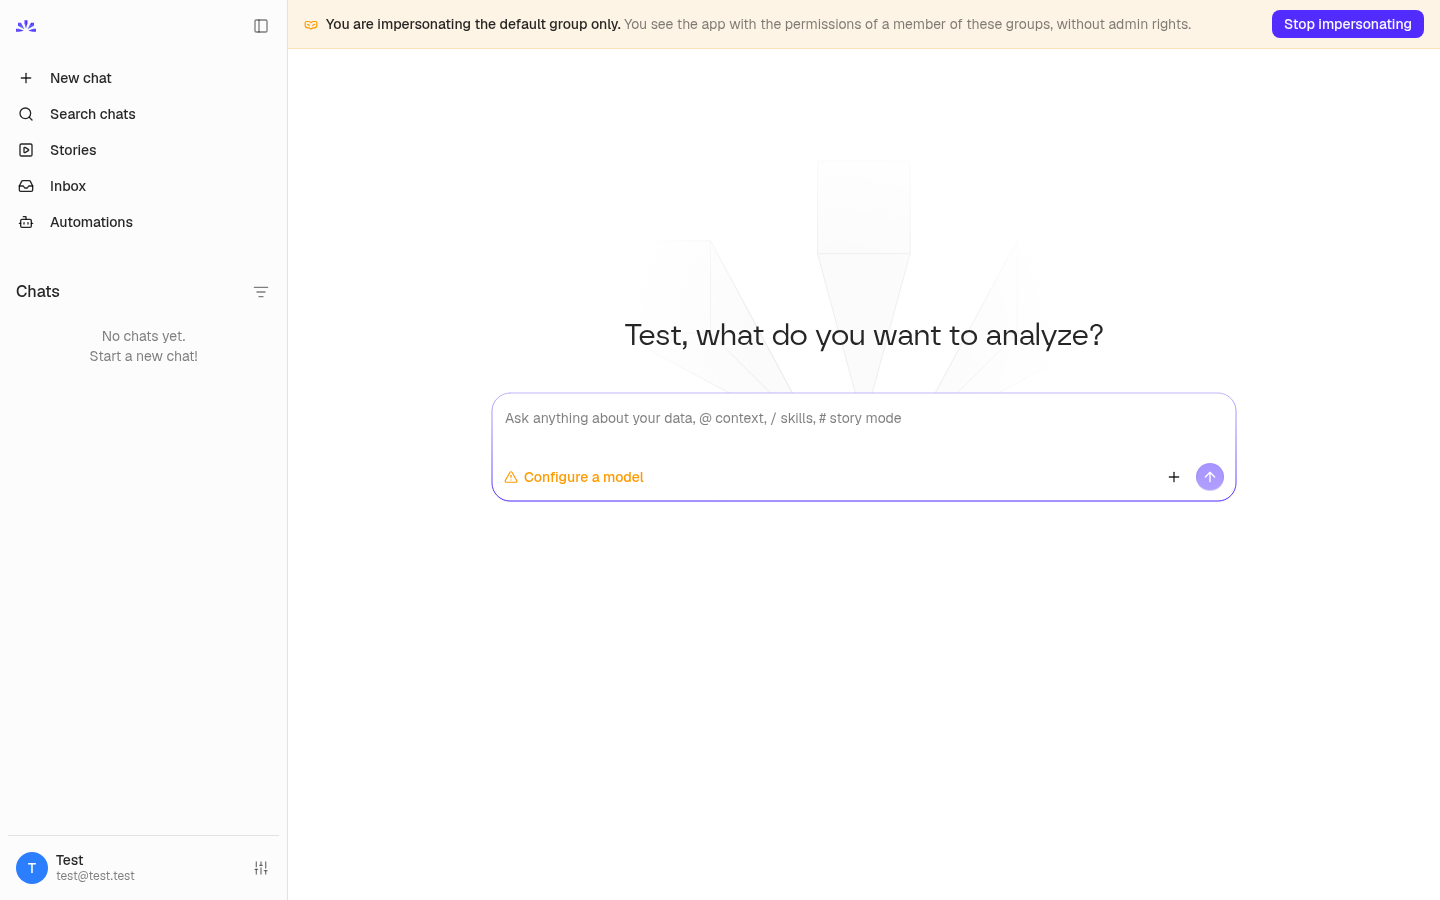 You are impersonating the default group only. You see the app with the permissions of a member of these groups, without admin rights.
Stop impersonating
New chat
Search chats
Stories
Inbox
Automations
Chats
No chats yet.
Start a new chat!
Test, what do you want to analyze?
Ask anything about your data, @ context, / skills, # story mode
Configure a model
T
Test
test@test.test